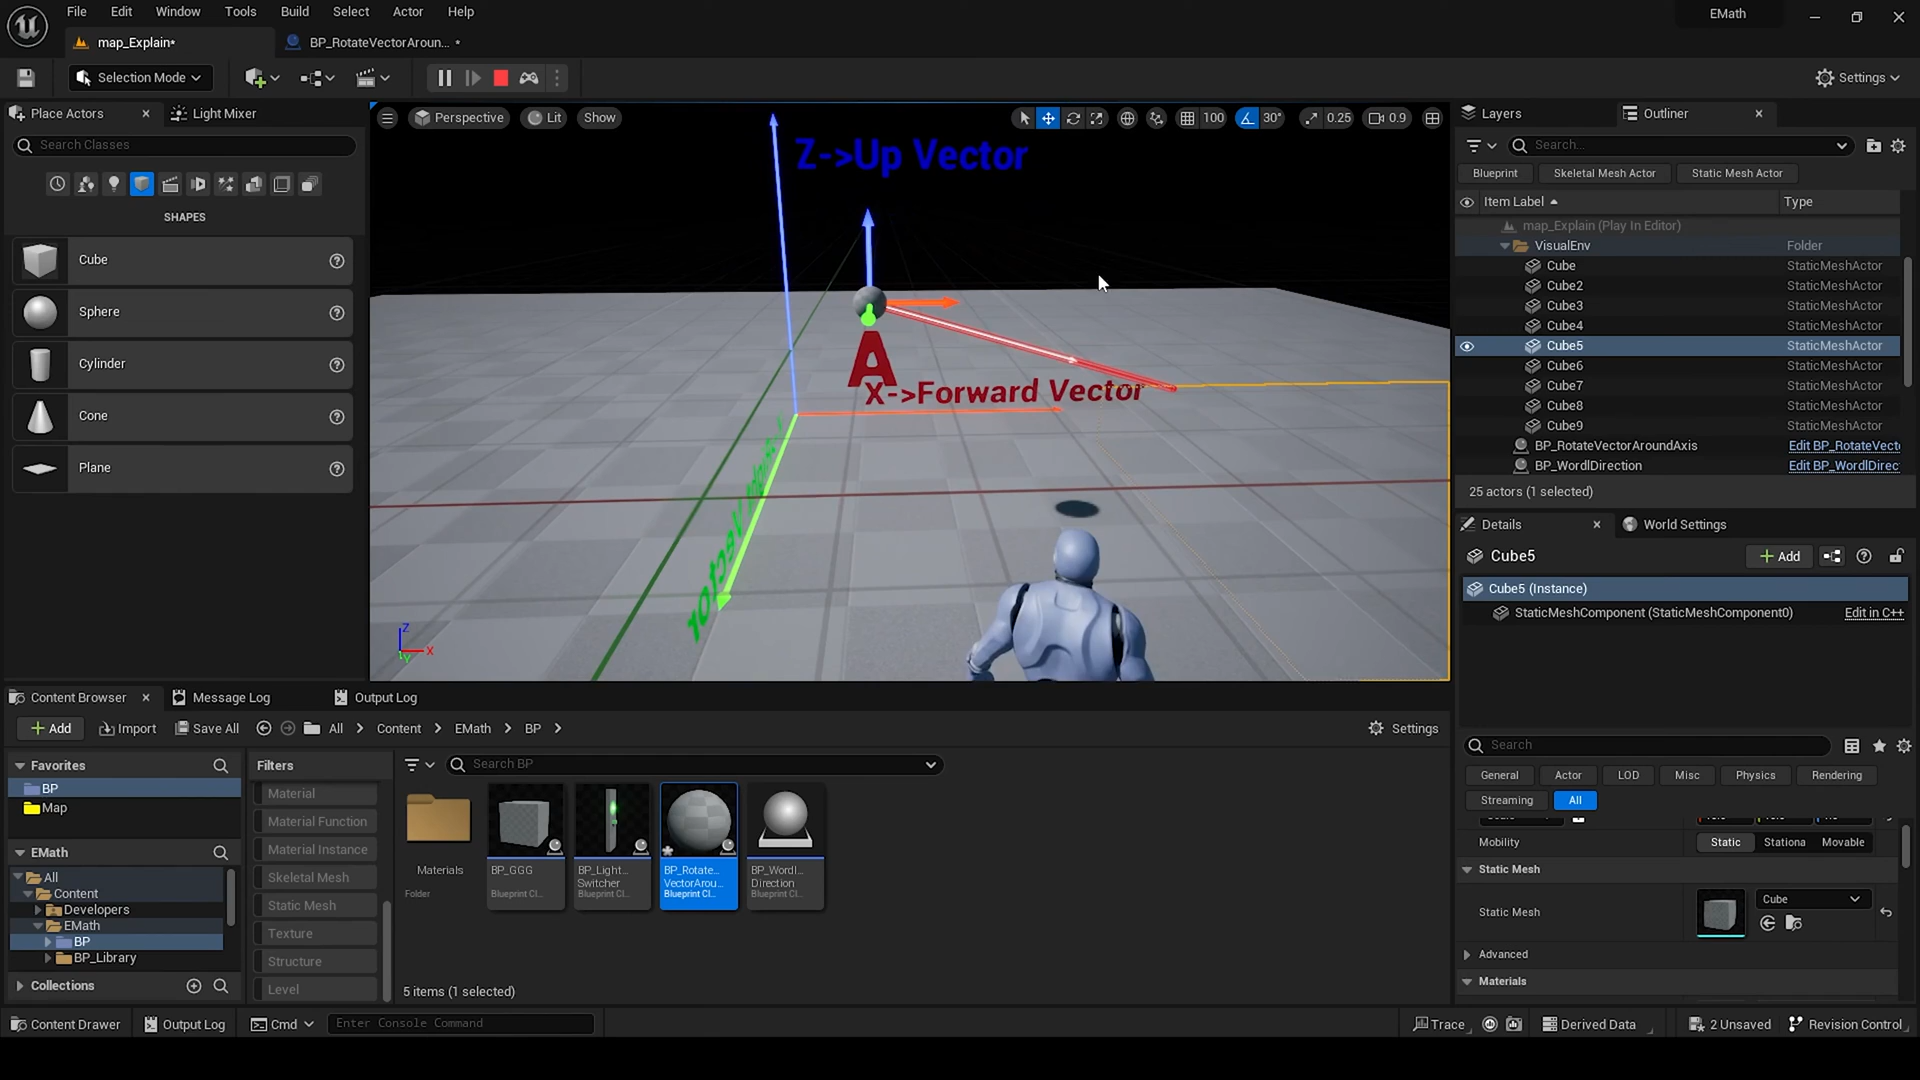 File Edit Window Tools Build Select Actor Help
EMath
map_Explain*
BP_RotateVectorAroun... *
Selection Mode
Settings
Place Actors
Light Mixer
Search Classes
SHAPES
Cube
Sphere
Cylinder
Cone
Plane
Perspective
Lit
Show
100
30°
0.25
0.9
Z->Up Vector
A
X->Forward Vector
Z
X
Y
Layers
Outliner
Search...
Blueprint
Skeletal Mesh Actor
Static Mesh Actor
Item Label
Type
map_Explain (Play In Editor)
VisualEnv Folder
Cube StaticMeshActor
Cube2 StaticMeshActor
Cube3 StaticMeshActor
Cube4 StaticMeshActor
Cube5 StaticMeshActor
Cube6 StaticMeshActor
Cube7 StaticMeshActor
Cube8 StaticMeshActor
Cube9 StaticMeshActor
BP_RotateVectorAroundAxis Edit BP_RotateVecto
BP_WordlDirection Edit BP_WordlDirec
25 actors (1 selected)
Details
World Settings
Cube5
Add
Cube5 (Instance)
StaticMeshComponent (StaticMeshComponent0) Edit in C++
Search
General
Actor
LOD
Misc
Physics
Rendering
Streaming
All
Mobility
Static
Stationa
Movable
Static Mesh
Static Mesh
Cube
Advanced
Materials
Content Browser
Message Log
Output Log
Add
Import
Save All
All
Content
EMath
BP
Settings
Favorites
BP
Map
EMath
All
Content
Developers
EMath
BP
BP_Library
Collections
Filters
Material
Material Function
Material Instance
Skeletal Mesh
Static Mesh
Texture
Structure
Level
Search BP
Materials
Folder
BP_GGG
Blueprint Cl...
BP_Light...
Switcher
Blueprint Cl...
BP_Rotate...
VectorArou...
Blueprint Cl...
BP_Wordl...
Direction
Blueprint Cl...
5 items (1 selected)
Content Drawer
Output Log
Cmd
Enter Console Command
Trace
Derived Data
2 Unsaved
Revision Control